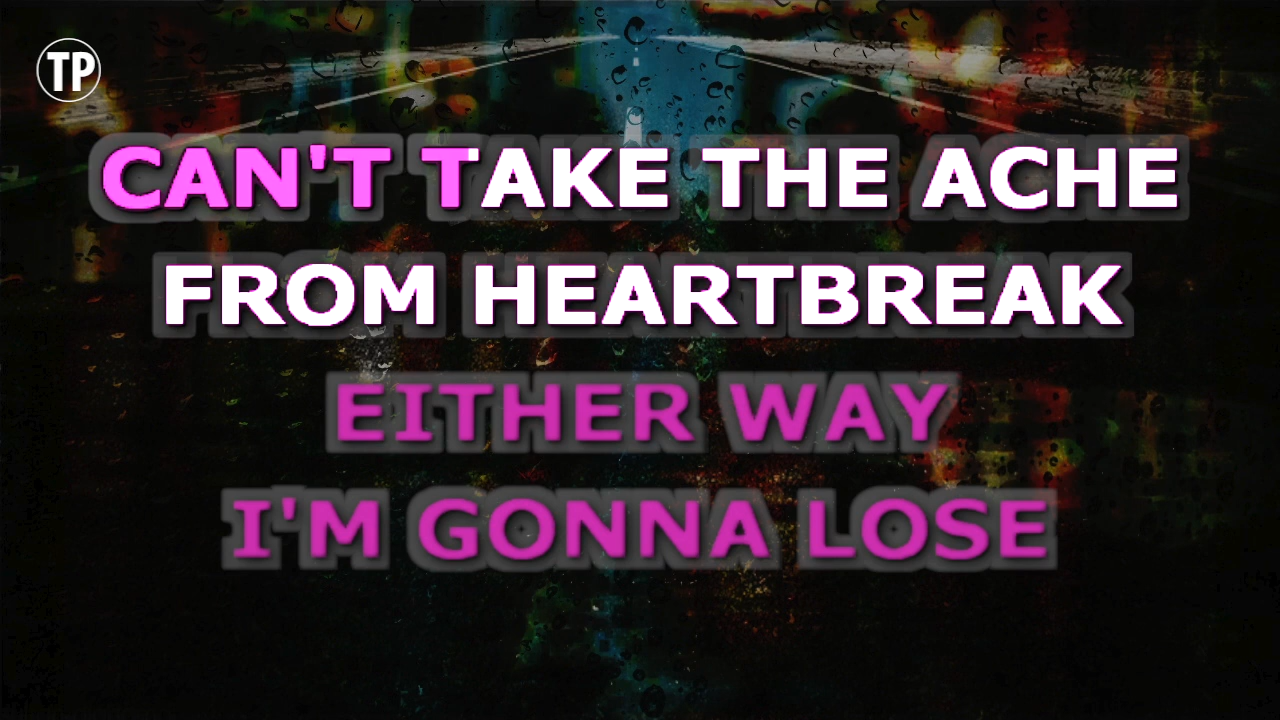 TP
CAN'T TAKE THE ACHE
FROM HEARTBREAK
EITHER WAY
I'M GONNA LOSE